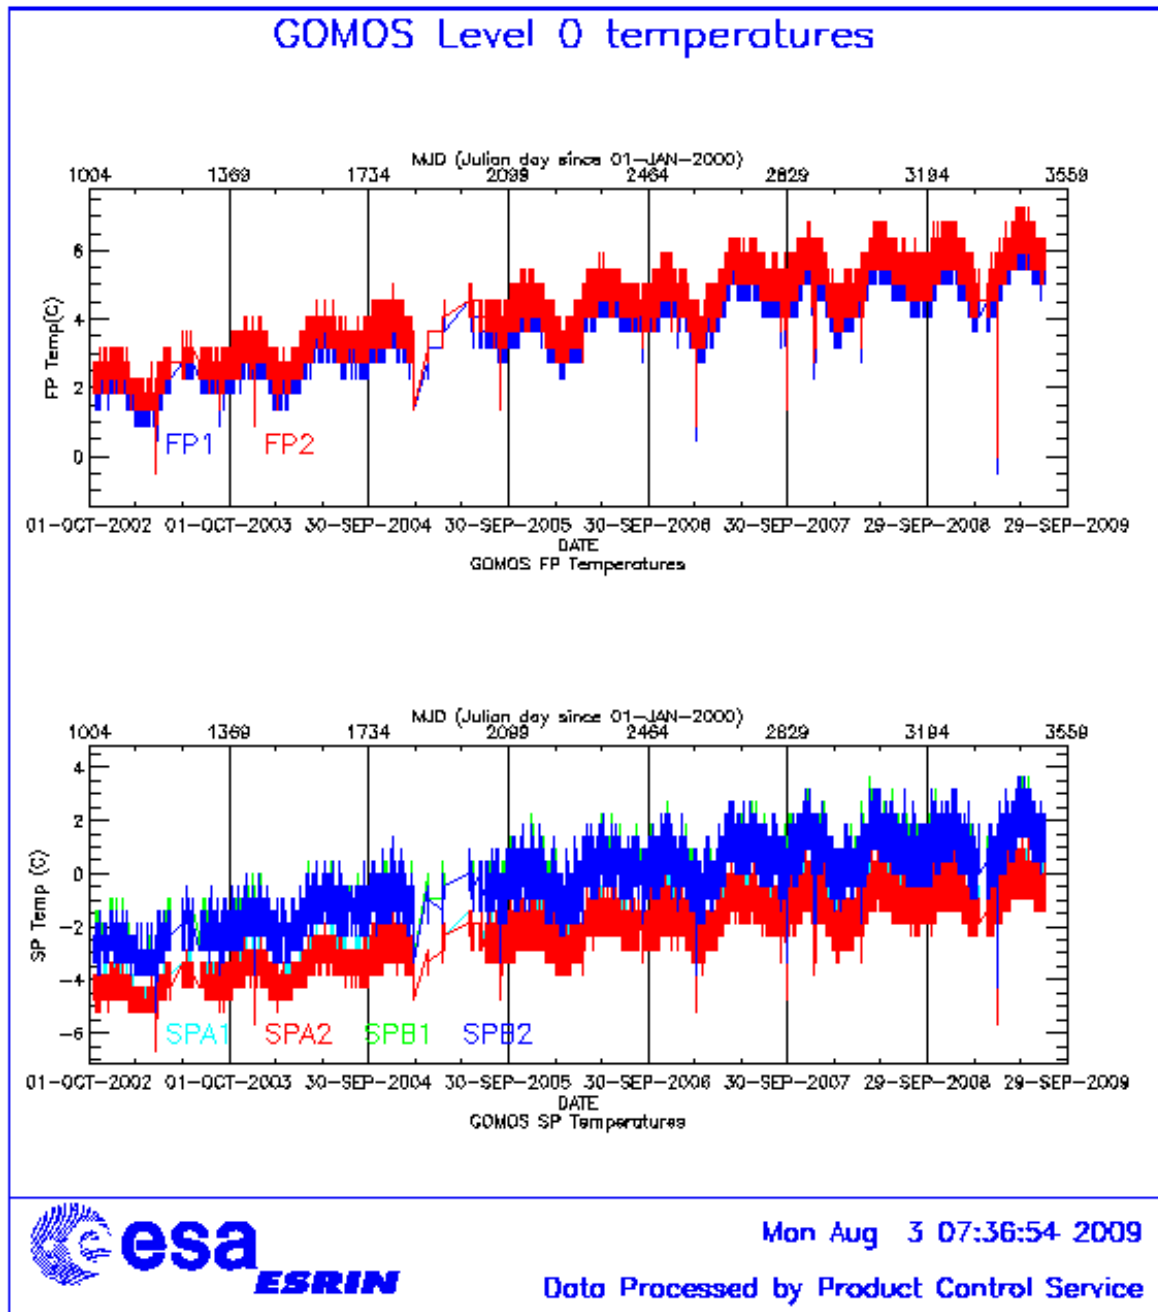 GOMOS Level 0 temperatures
MJD (Julian day since 01-JAN-2000)
1004 1369 1734 2099 2464 2829 3194 3559
6
4
2
0
FP Temp(C)
FP1 FP2
01-OCT-2002 01-OCT-2003 30-SEP-2004 30-SEP-2005 30-SEP-2006 30-SEP-2007 29-SEP-2008 29-SEP-2009
DATE
GOMOS FP Temperatures
MJD (Julian day since 01-JAN-2000)
1004 1369 1734 2099 2464 2829 3194 3559
4
2
0
-2
-4
-6
SP Temp (C)
SPA1 SPA2 SPB1 SPB2
01-OCT-2002 01-OCT-2003 30-SEP-2004 30-SEP-2005 30-SEP-2006 30-SEP-2007 29-SEP-2008 29-SEP-2009
DATE
GOMOS SP Temperatures
esa
ESRIN
Mon Aug 3 07:36:54 2009
Data Processed by Product Control Service